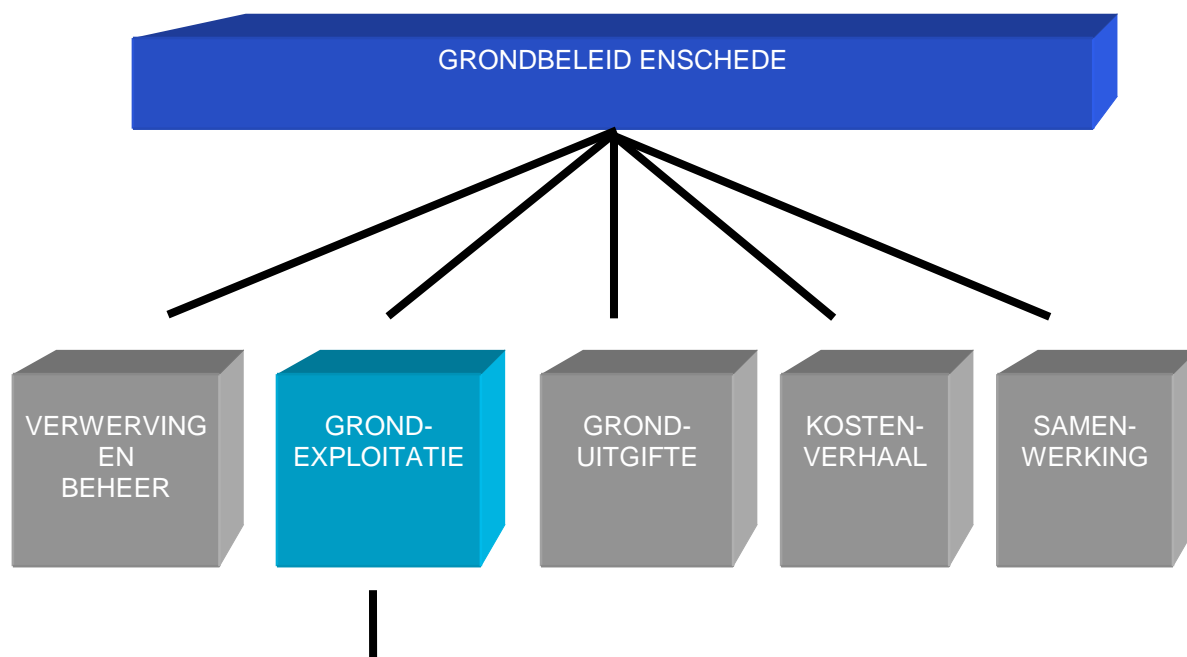 GRONDBELEID ENSCHEDE
VERWERVING
EN
BEHEER
GROND-
EXPLOITATIE
GROND-
UITGIFTE
KOSTEN-
VERHAAL
SAMEN-
WERKING